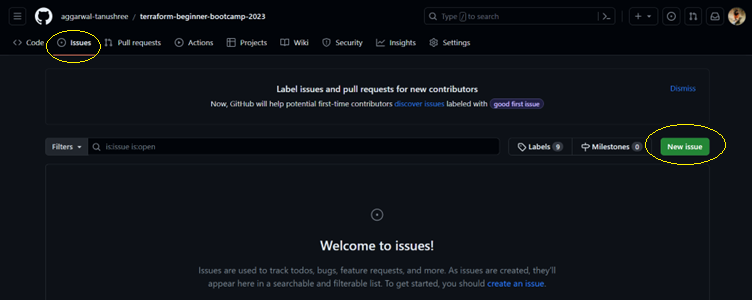 aggarwal-tanushree / terraform-beginner-bootcamp-2023
Type / to search
Code Issues Pull requests Actions Projects Wiki Security Insights Settings
Label issues and pull requests for new contributors
Dismiss
Now, GitHub will help potential first-time contributors discover issues labeled with good first issue
Filters is:issue is:open Labels 9 Milestones 0 New issue
Welcome to issues!
Issues are used to track todos, bugs, feature requests, and more. As issues are created, they'll
appear here in a searchable and filterable list. To get started, you should create an issue.